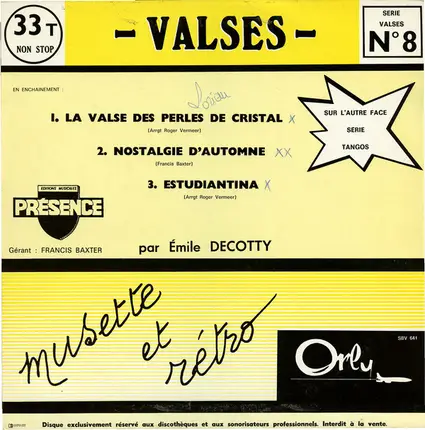 33 T
NON STOP
- VALSES -
SERIE
VALSES
N° 8
EN ENCHAINEMENT :
1. LA VALSE DES PERLES DE CRISTAL x
(Arrgt Roger Vermeer)
2. NOSTALGIE D'AUTOMNE xx
(Francis Baxter)
3. ESTUDIANTINA x
(Arrgt Roger Vermeer)
SUR L'AUTRE FACE
SERIE
TANGOS
EDITIONS MUSICALES
PRÉSENCE
Gérant : FRANCIS BAXTER
par Émile DECOTTY
musette
et
rétro
SRV 041
Orly
Disque exclusivement réservé aux discothèques et aux sonorisateurs professionnels. Interdit à la vente.